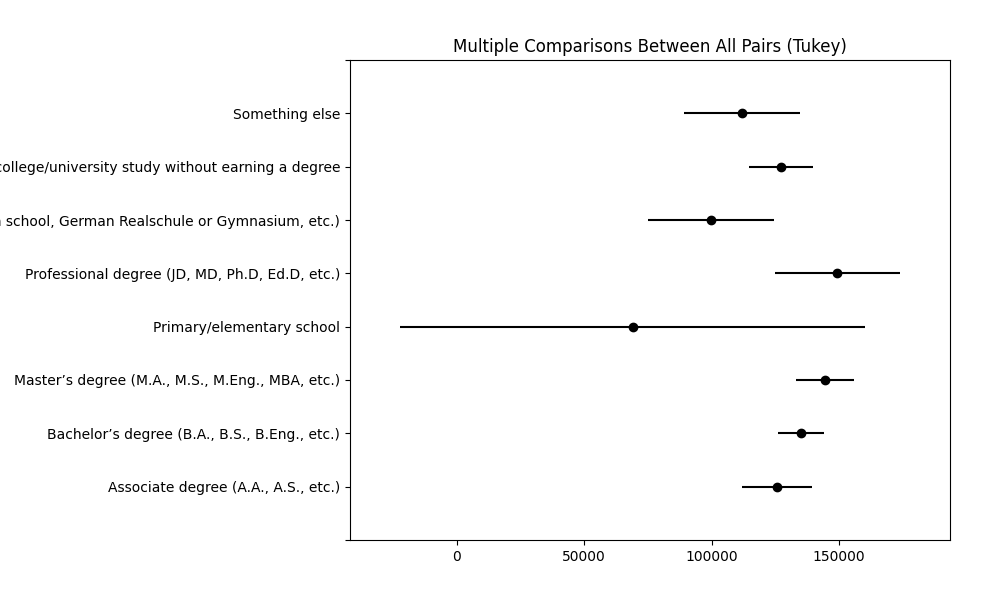 Multiple Comparisons Between All Pairs (Tukey)
Something else
college/university study without earning a degree
school, German Realschule or Gymnasium, etc.)
Professional degree (JD, MD, Ph.D, Ed.D, etc.)
Primary/elementary school
Master’s degree (M.A., M.S., M.Eng., MBA, etc.)
Bachelor’s degree (B.A., B.S., B.Eng., etc.)
Associate degree (A.A., A.S., etc.)
0 50000 100000 150000